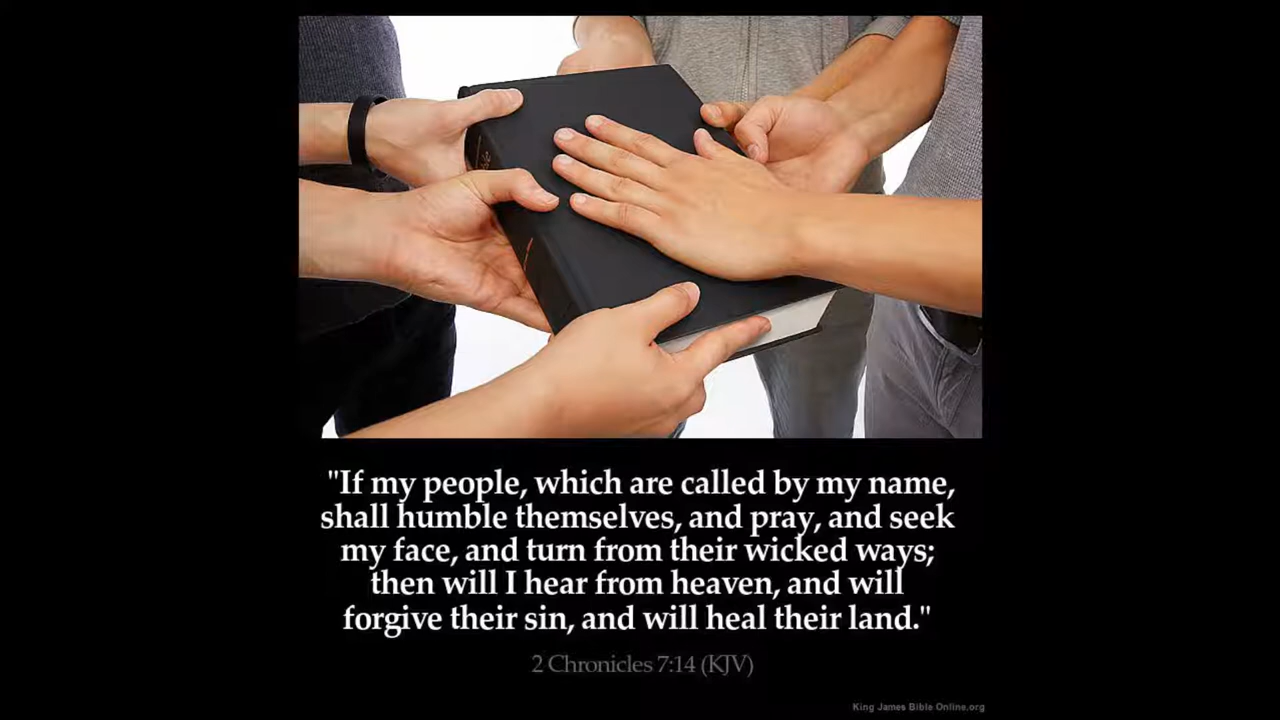 "If my people, which are called by my name,
shall humble themselves, and pray, and seek
my face, and turn from their wicked ways;
then will I hear from heaven, and will
forgive their sin, and will heal their land."
2 Chronicles 7:14 (KJV)
King James Bible Online.org